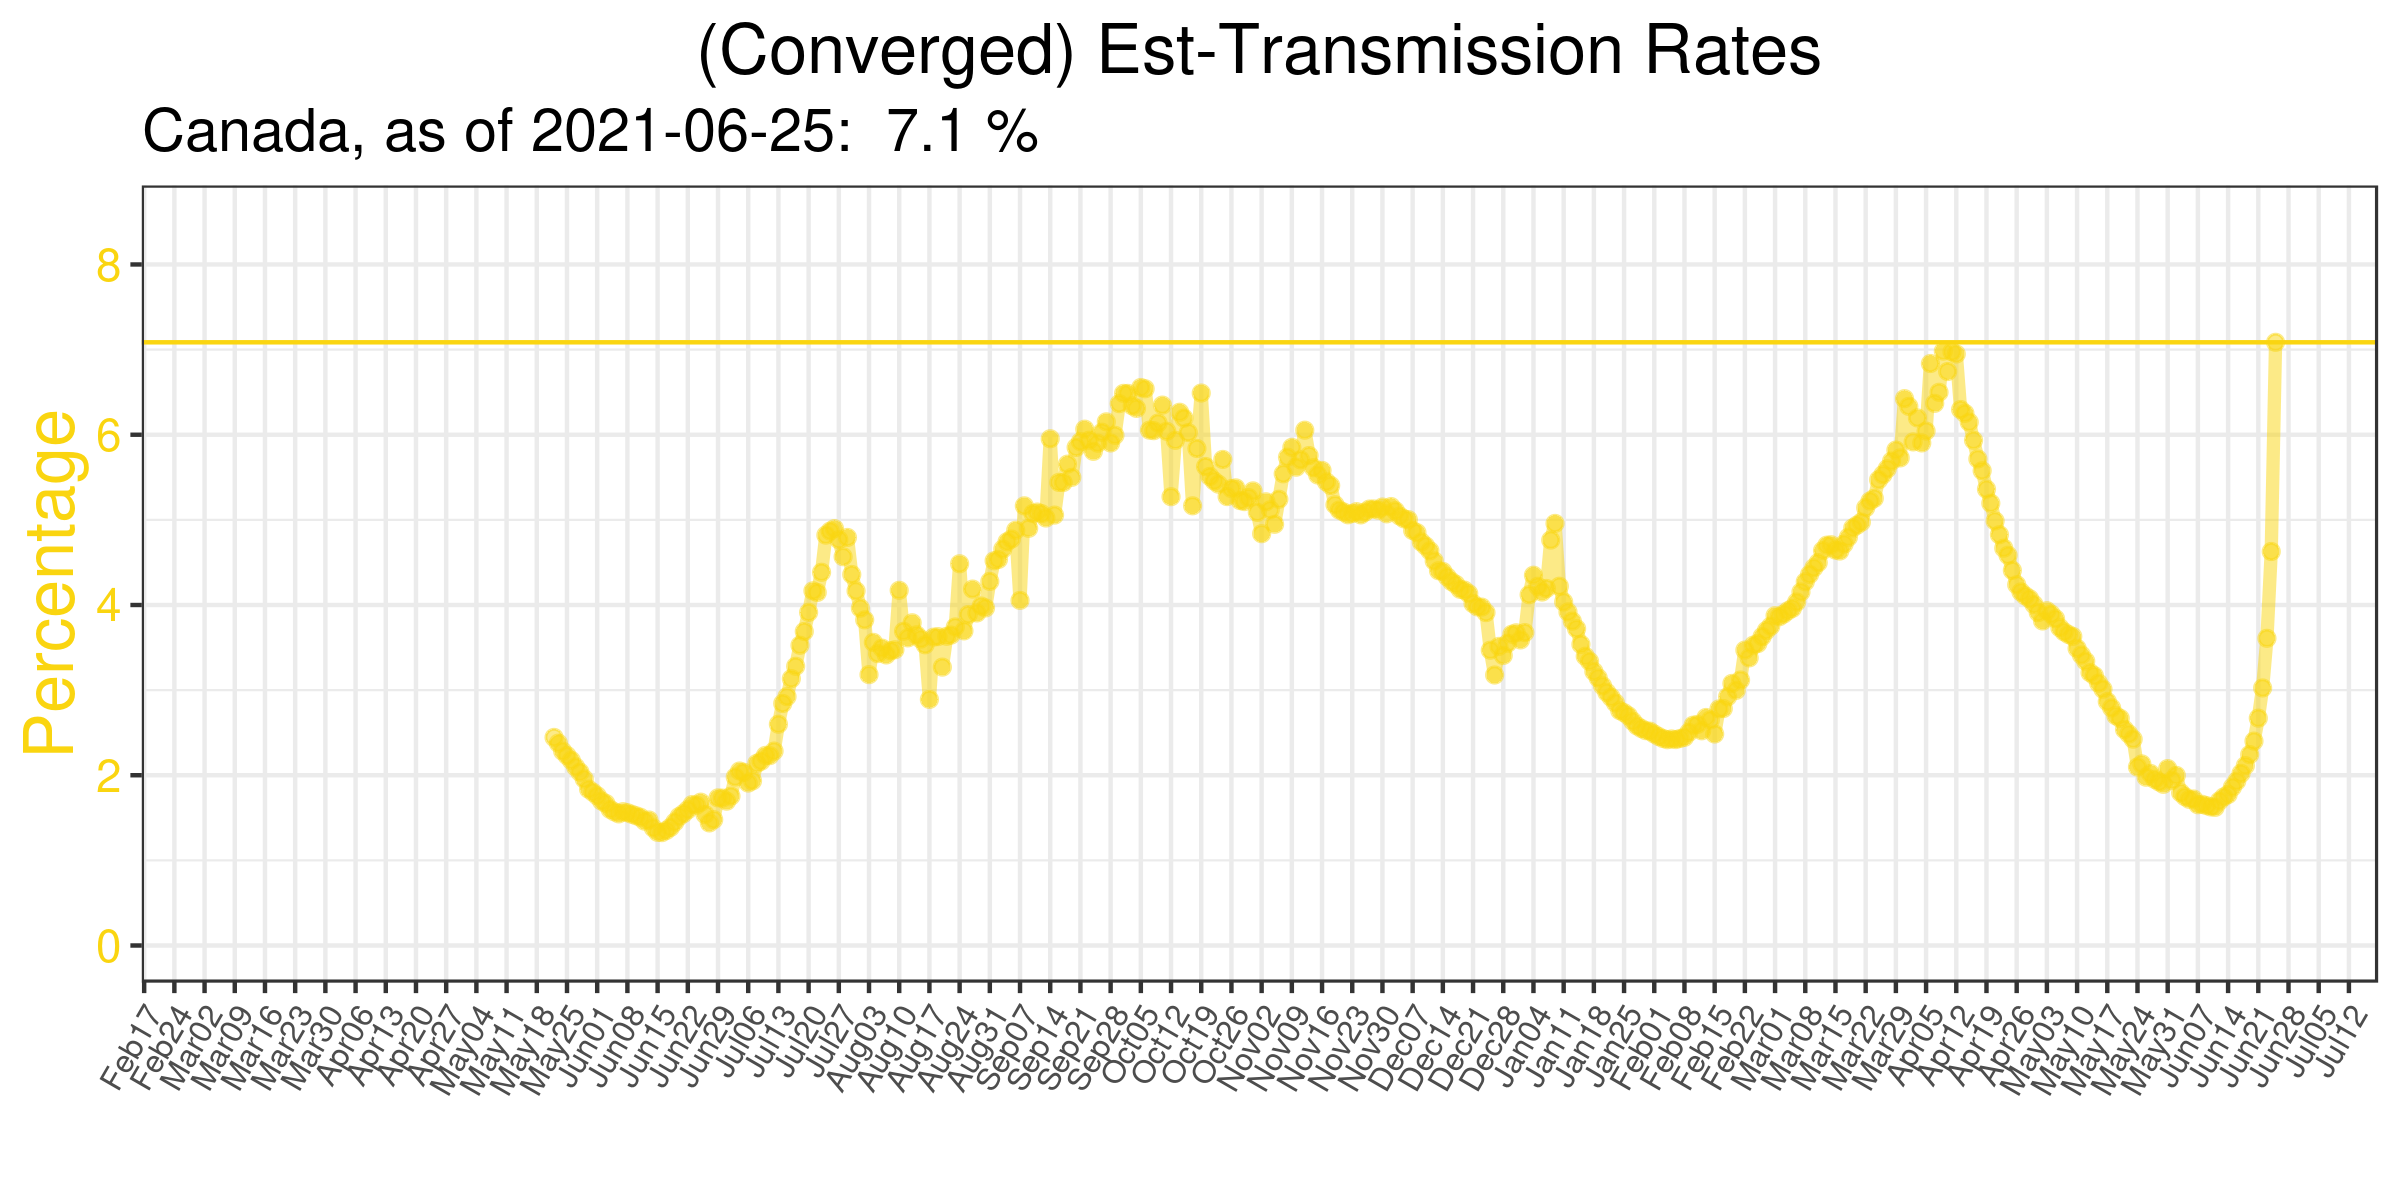 (Converged) Est-Transmission Rates
Canada, as of 2021-06-25:  7.1 %
Percentage
8
6
4
2
0
Feb17
Feb24
Mar02
Mar09
Mar16
Mar23
Mar30
Apr06
Apr13
Apr20
Apr27
May04
May11
May18
May25
Jun01
Jun08
Jun15
Jun22
Jun29
Jul06
Jul13
Jul20
Jul27
Aug03
Aug10
Aug17
Aug24
Aug31
Sep07
Sep14
Sep21
Sep28
Oct05
Oct12
Oct19
Oct26
Nov02
Nov09
Nov16
Nov23
Nov30
Dec07
Dec14
Dec21
Dec28
Jan04
Jan11
Jan18
Jan25
Feb01
Feb08
Feb15
Feb22
Mar01
Mar08
Mar15
Mar22
Mar29
Apr05
Apr12
Apr19
Apr26
May03
May10
May17
May24
May31
Jun07
Jun14
Jun21
Jun28
Jul05
Jul12